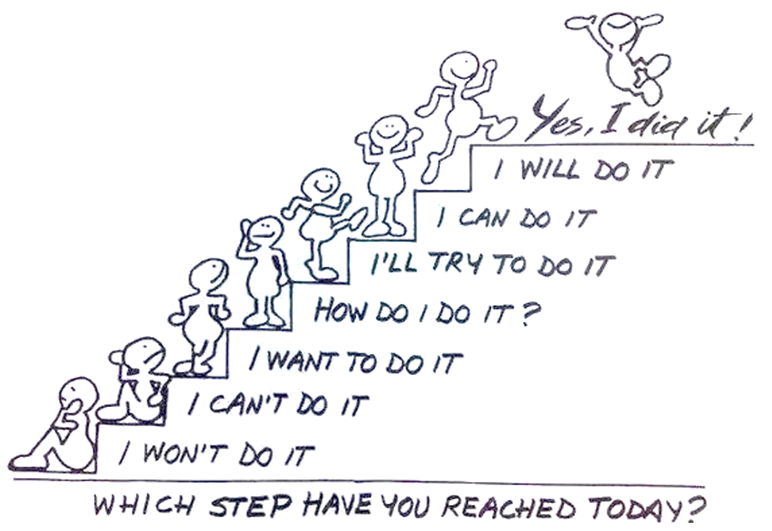 Yes, I did it!
I WILL DO IT
I CAN DO IT
I'LL TRY TO DO IT
HOW DO I DO IT?
I WANT TO DO IT
I CAN'T DO IT
I WON'T DO IT
WHICH STEP HAVE YOU REACHED TODAY?